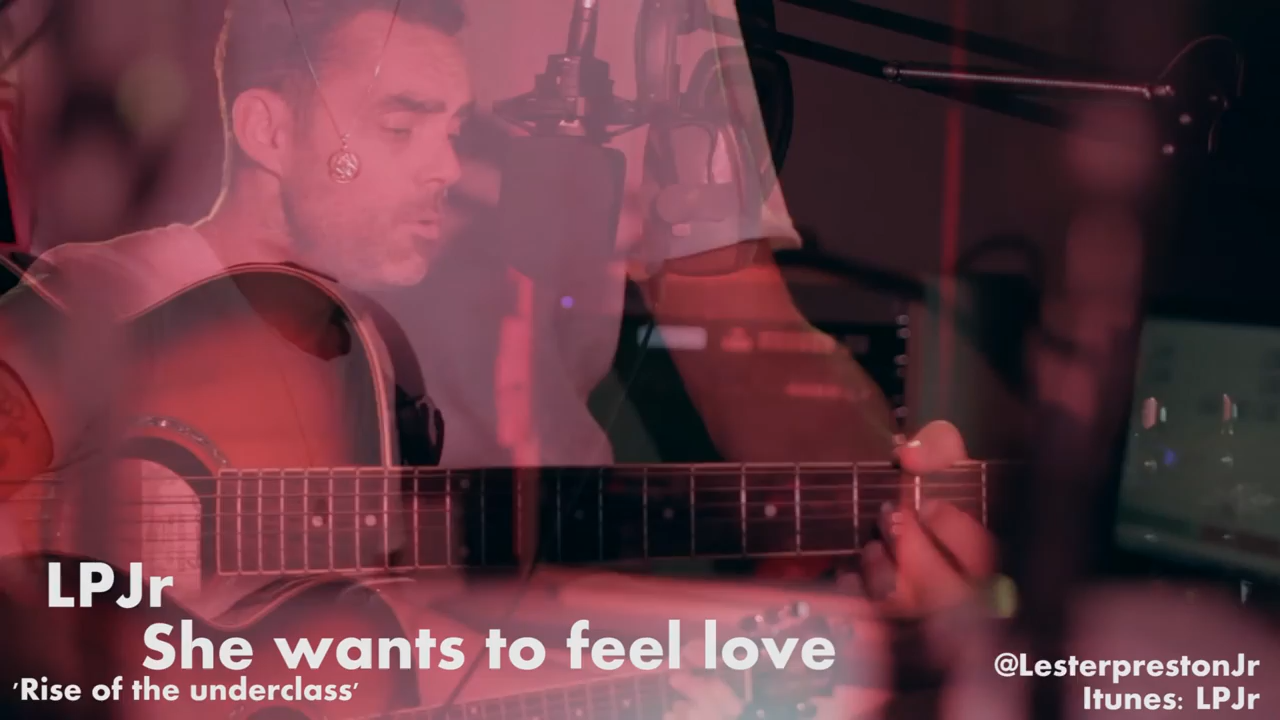 LPJr
She wants to feel love
'Rise of the underclass'
@LesterprestonJr
Itunes: LPJr